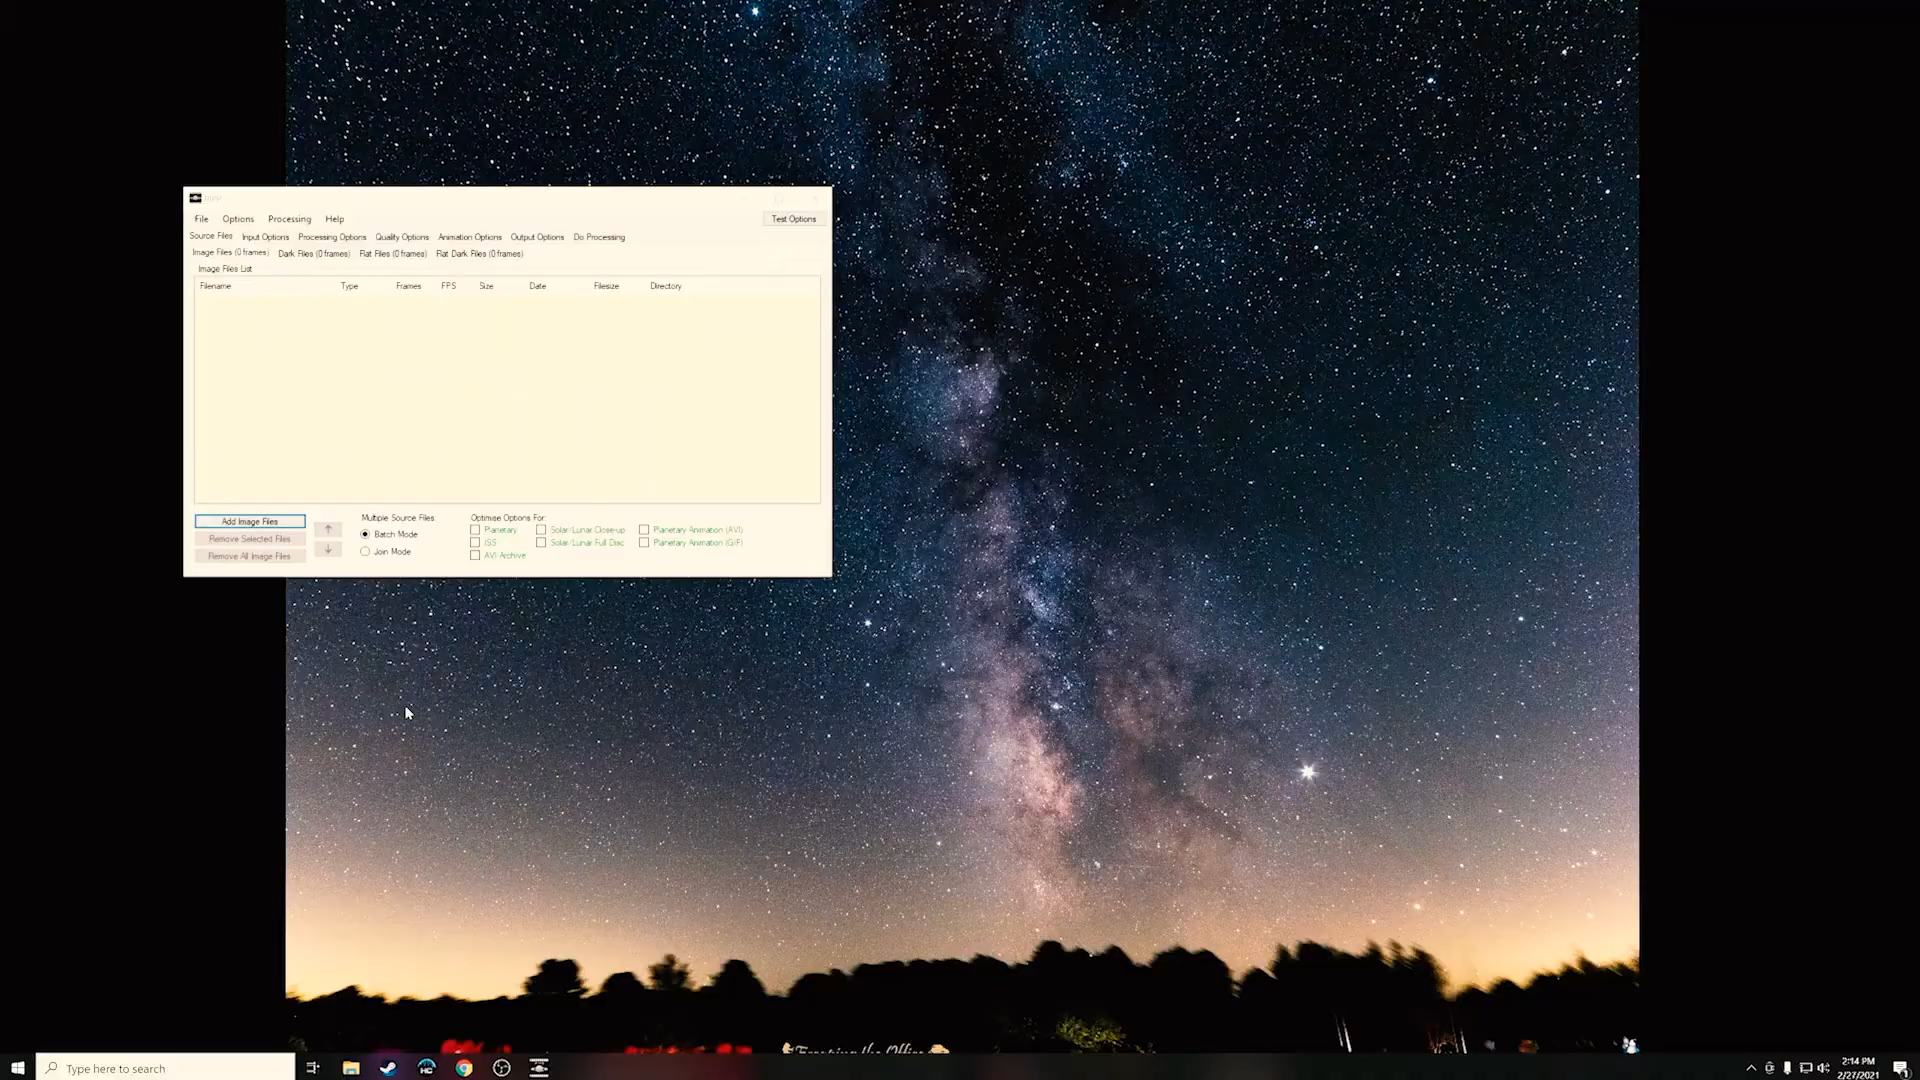 File Options Processing Help Test Options
Source Files Input Options Processing Options Quality Options Animation Options Output Options Do Processing
Image Files (0 frames) Dark Files (0 frames) Flat Files (0 frames) Flat Dark Files (0 frames)
Image Files List
Filename Type Frames FPS Size Date Filesize Directory
Add Image Files
Remove Selected Files
Remove All Image Files
Multiple Source Files:
Batch Mode
Join Mode
Optimise Options For:
Planetary Solar/Lunar Close-up Planetary Animation (AVI)
ISS Solar/Lunar Full Disc Planetary Animation (GIF)
AVI Archive
Escaping the Office
Type here to search
2:14 PM
2/27/2021